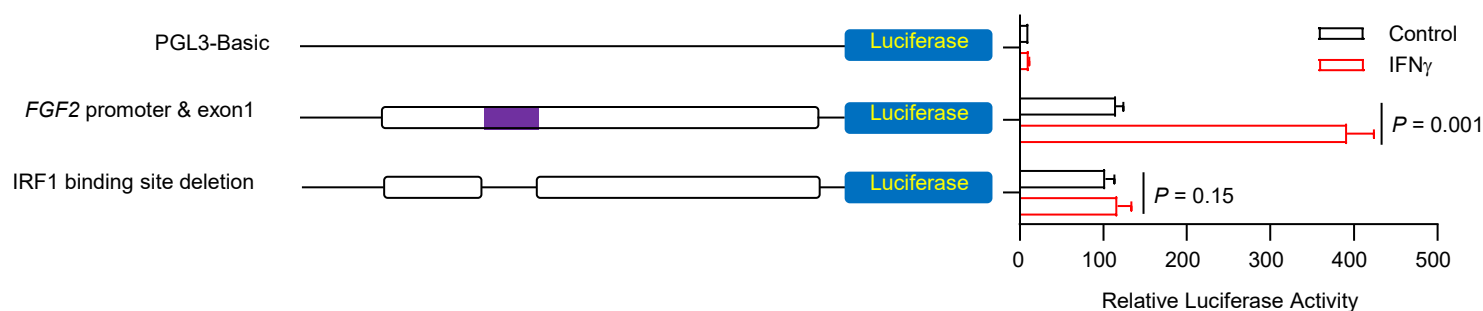 PGL3-Basic
Luciferase
Control
IFNγ
FGF2 promoter & exon1
Luciferase
P = 0.001
IRF1 binding site deletion
Luciferase
P = 0.15
0 100 200 300 400 500
Relative Luciferase Activity